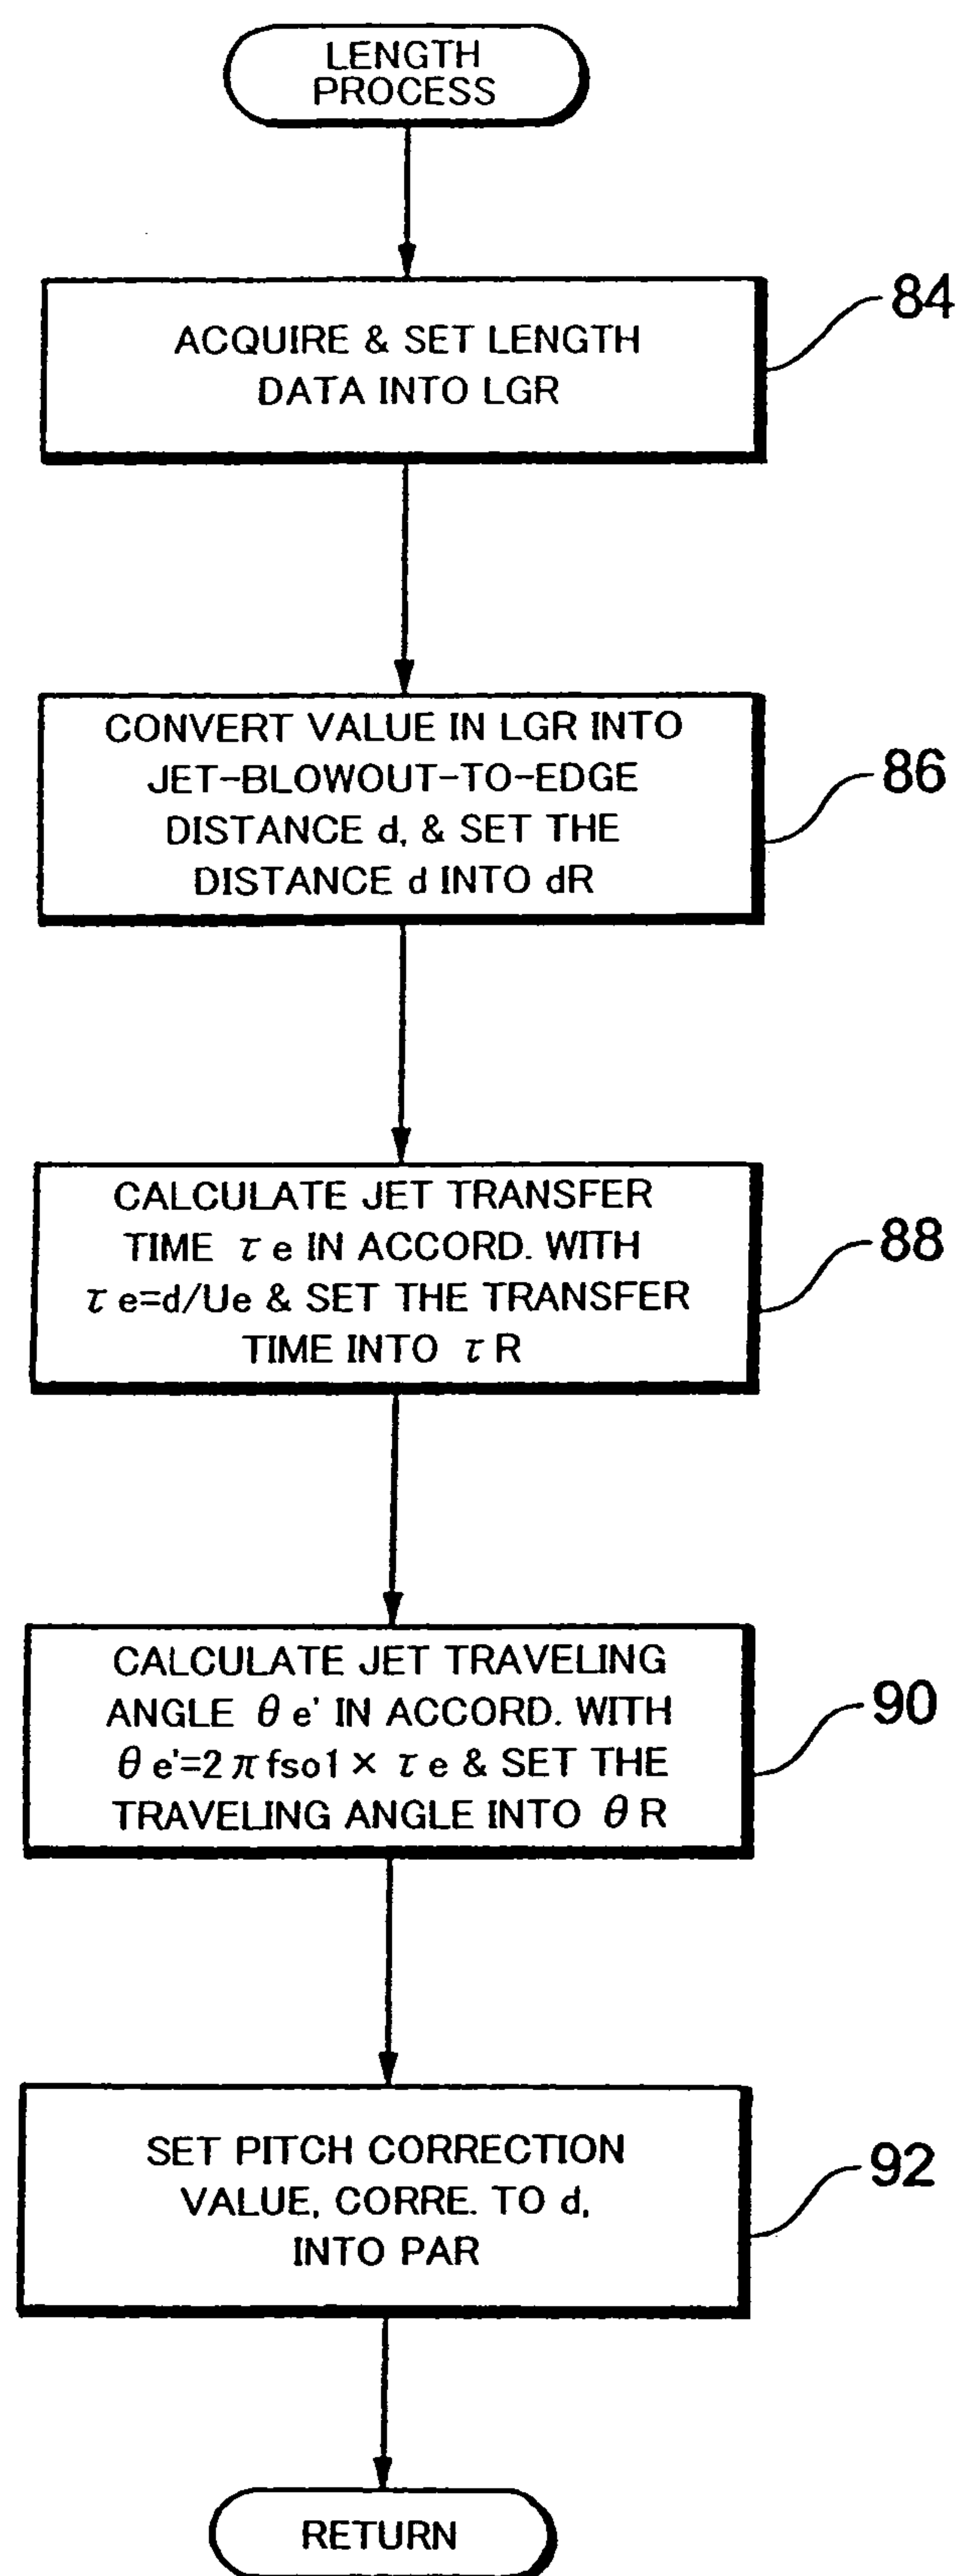 LENGTH
PROCESS
ACQUIRE & SET LENGTH
DATA INTO LGR
84
CONVERT VALUE IN LGR INTO
JET-BLOWOUT-TO-EDGE
DISTANCE d, & SET THE
DISTANCE d INTO dR
86
CALCULATE JET TRANSFER
TIME τe IN ACCORD. WITH
τe=d/Ue & SET THE TRANSFER
TIME INTO τR
88
CALCULATE JET TRAVELING
ANGLE θe' IN ACCORD. WITH
θe'=2πfso1 × τe & SET THE
TRAVELING ANGLE INTO θR
90
SET PITCH CORRECTION
VALUE, CORRE. TO d,
INTO PAR
92
RETURN